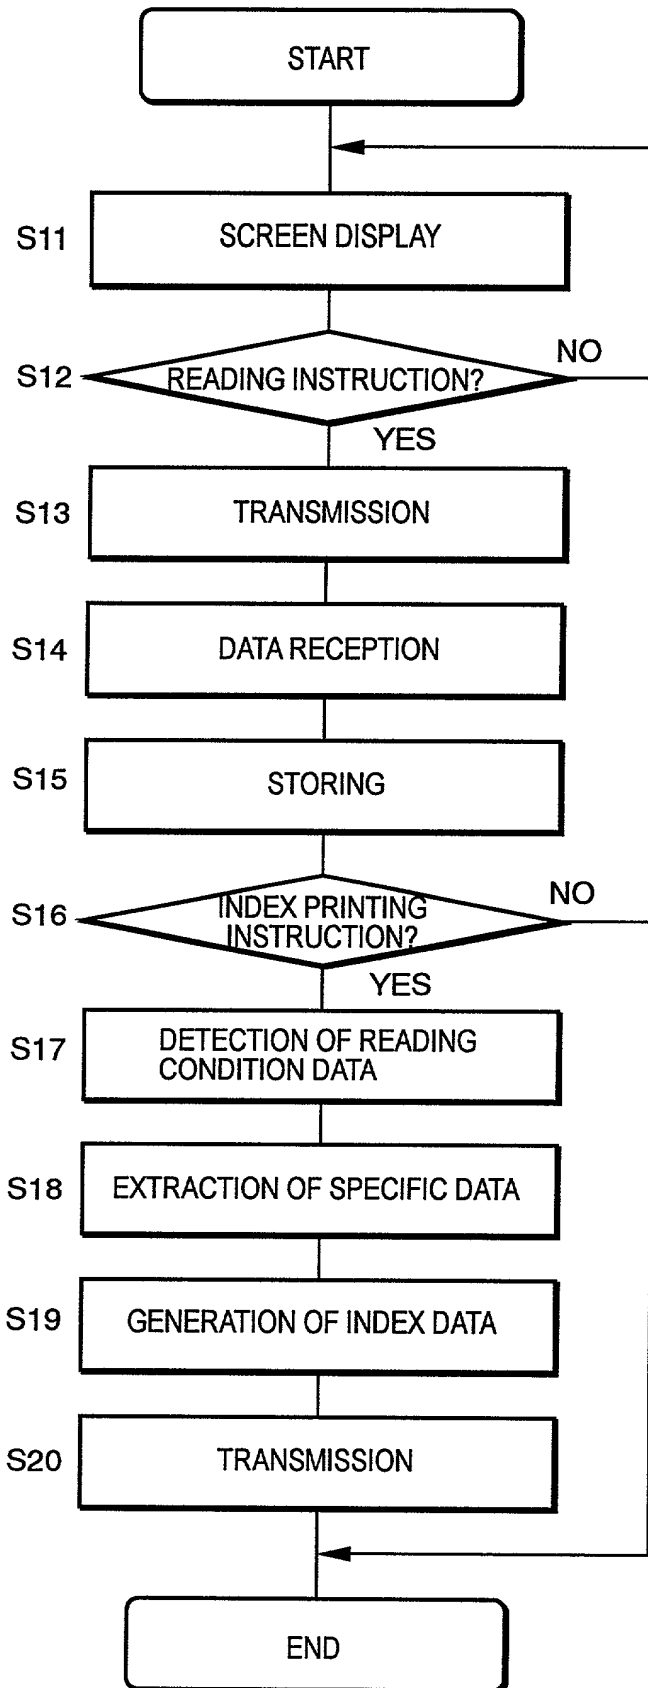 START
S11
SCREEN DISPLAY
S12
READING INSTRUCTION?
NO
YES
S13
TRANSMISSION
S14
DATA RECEPTION
S15
STORING
S16
INDEX PRINTING
INSTRUCTION?
NO
YES
S17
DETECTION OF READING
CONDITION DATA
S18
EXTRACTION OF SPECIFIC DATA
S19
GENERATION OF INDEX DATA
S20
TRANSMISSION
END